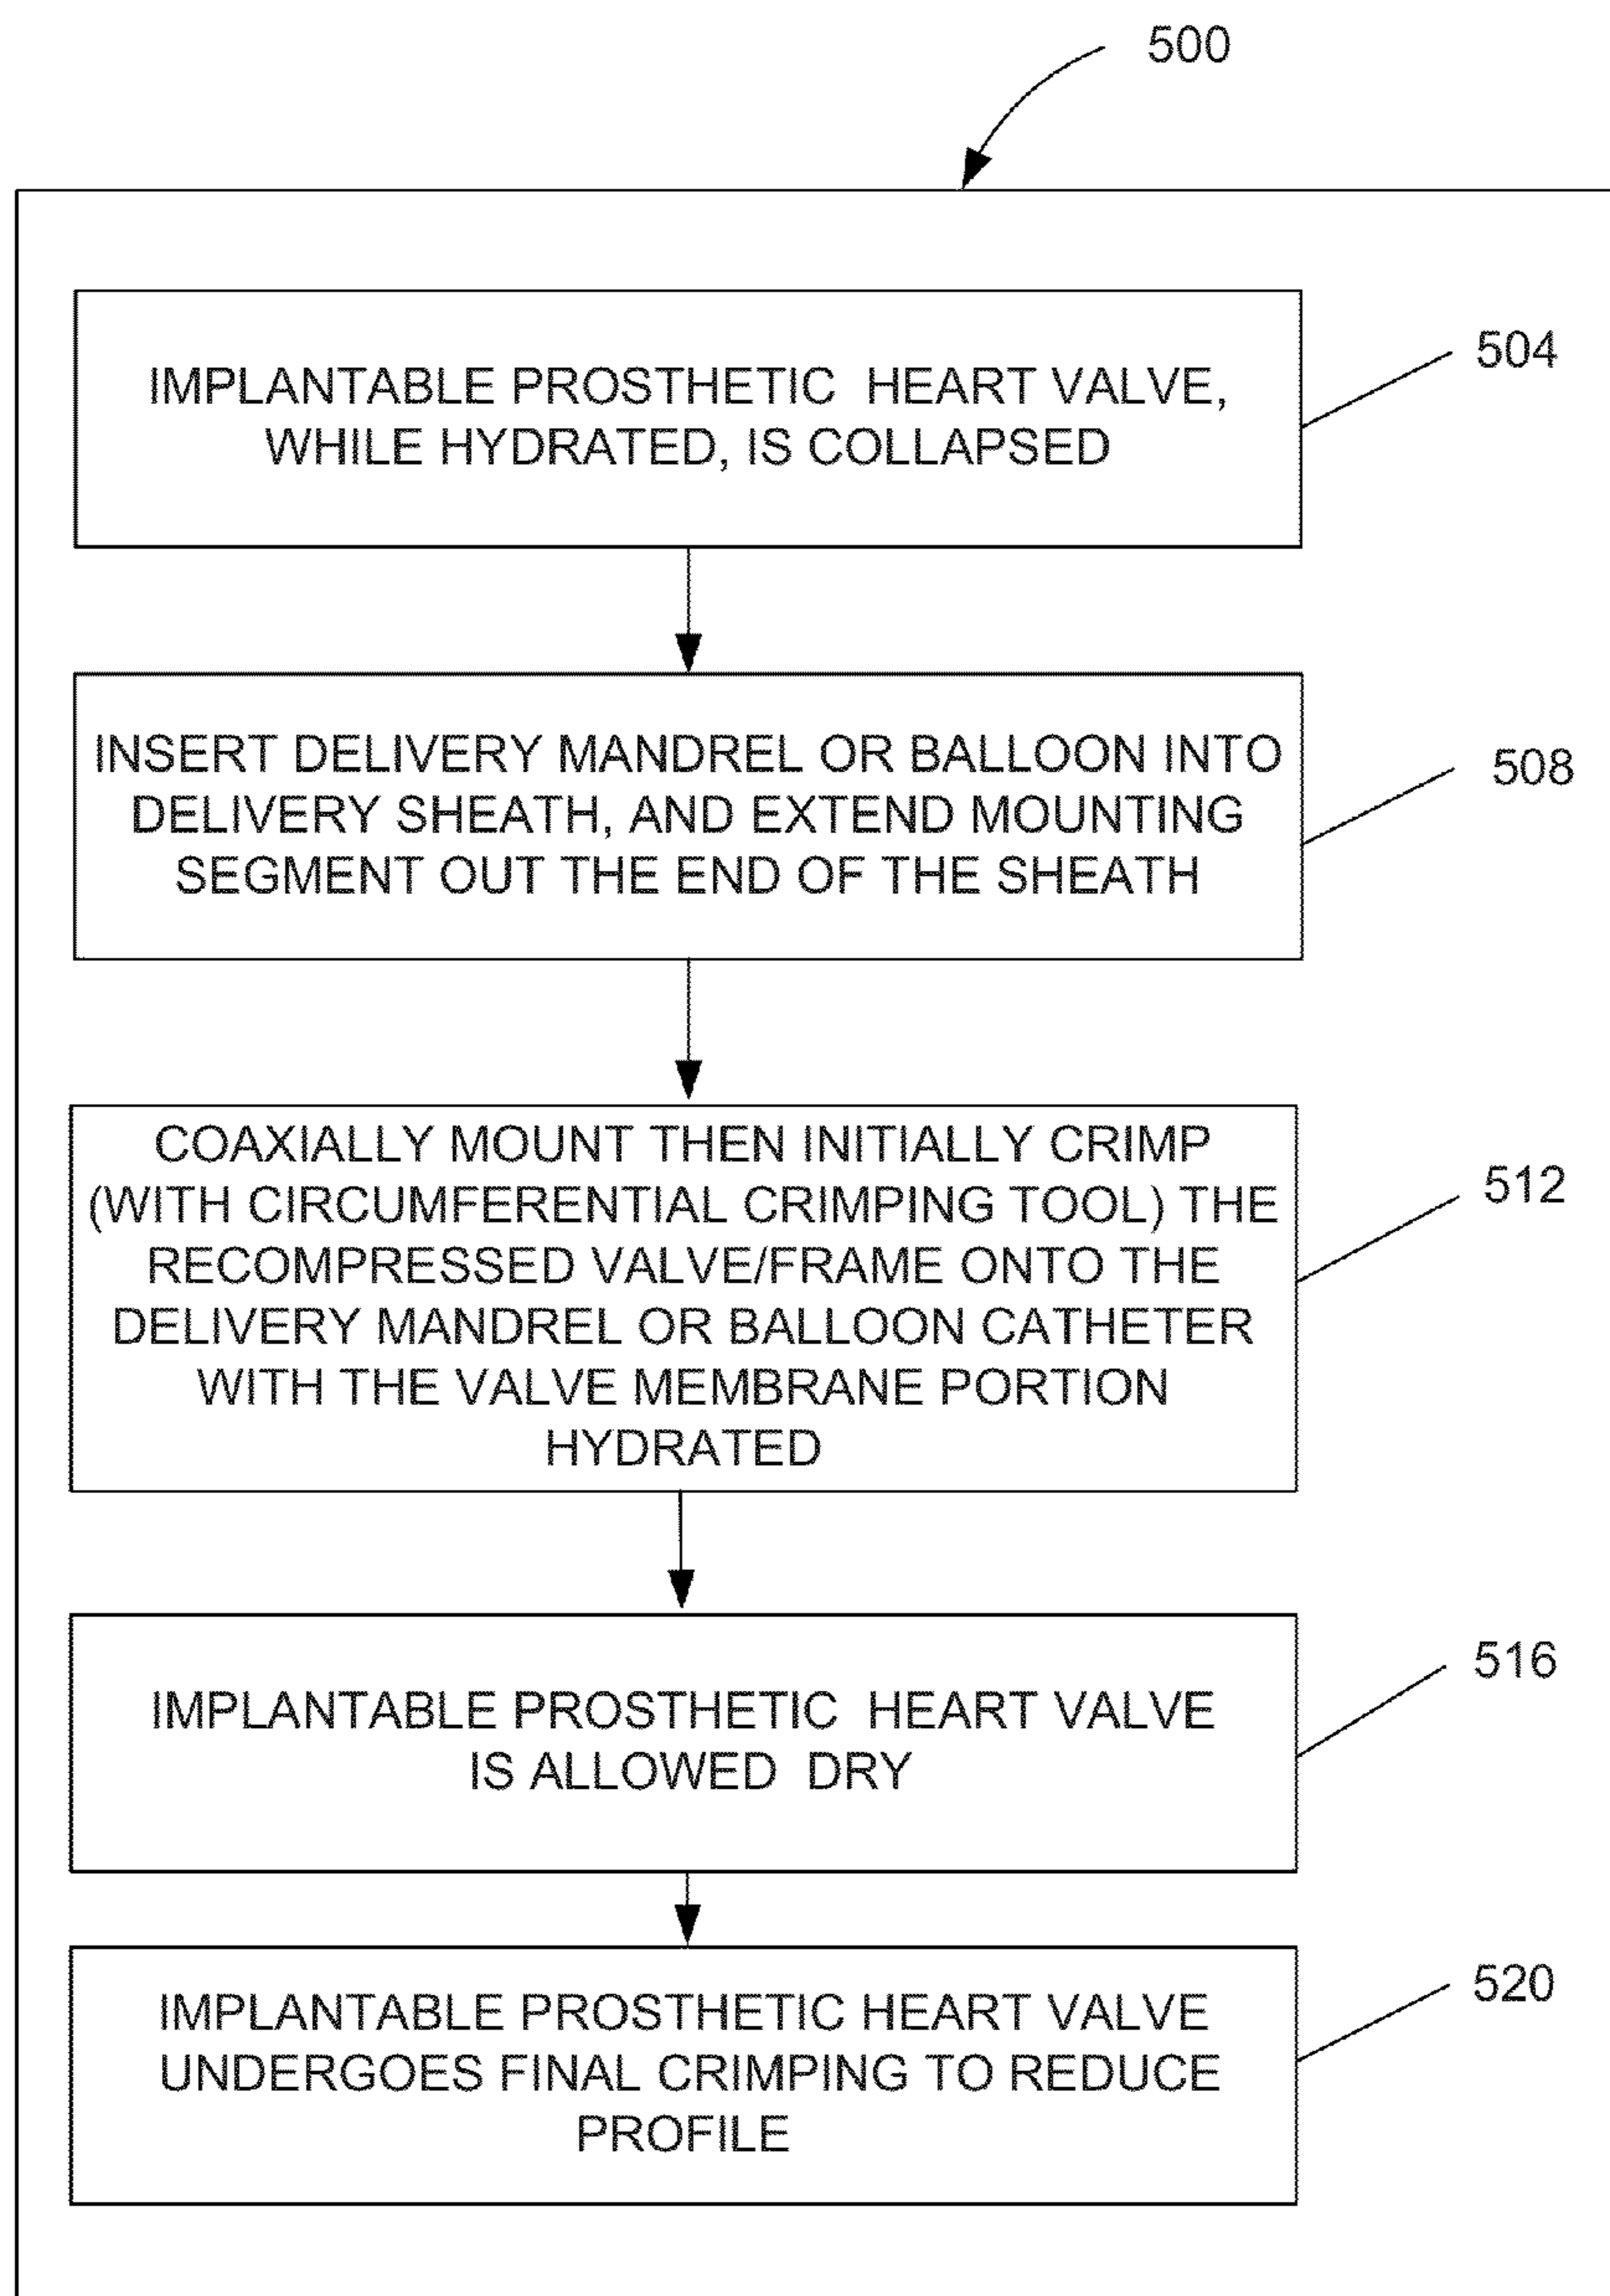 500
IMPLANTABLE PROSTHETIC HEART VALVE,
WHILE HYDRATED, IS COLLAPSED
504
INSERT DELIVERY MANDREL OR BALLOON INTO
DELIVERY SHEATH, AND EXTEND MOUNTING
SEGMENT OUT THE END OF THE SHEATH
508
COAXIALLY MOUNT THEN INITIALLY CRIMP
(WITH CIRCUMFERENTIAL CRIMPING TOOL) THE
RECOMPRESSED VALVE/FRAME ONTO THE
DELIVERY MANDREL OR BALLOON CATHETER
WITH THE VALVE MEMBRANE PORTION
HYDRATED
512
IMPLANTABLE PROSTHETIC HEART VALVE
IS ALLOWED DRY
516
IMPLANTABLE PROSTHETIC HEART VALVE
UNDERGOES FINAL CRIMPING TO REDUCE
PROFILE
520